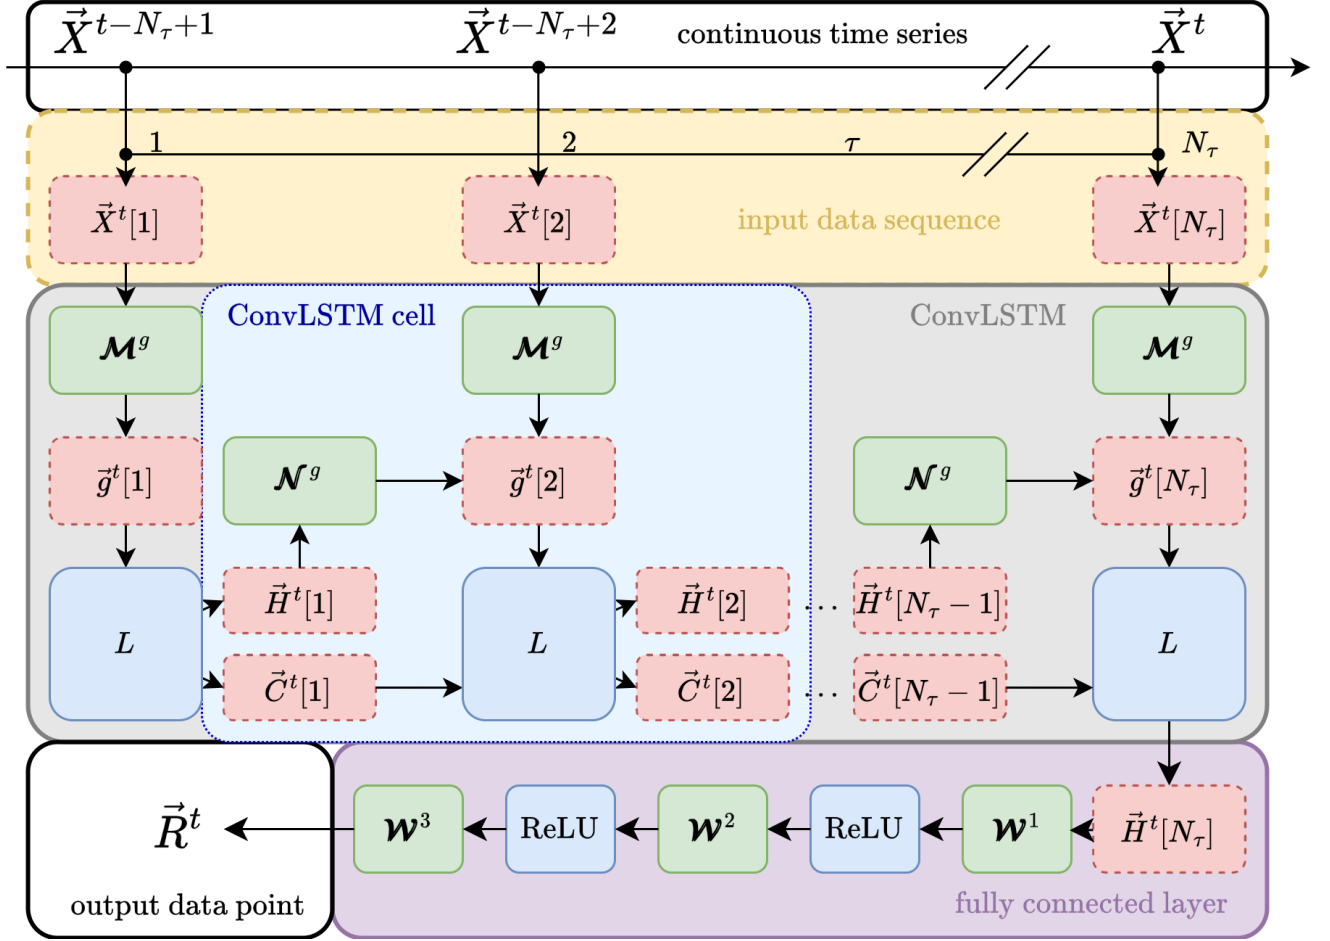 X⃗^{t−N_τ+1} X⃗^{t−N_τ+2} continuous time series X⃗^t
1 2 τ N_τ
X⃗^t[1] X⃗^t[2] input data sequence X⃗^t[N_τ]
ConvLSTM cell ConvLSTM
𝓜^g 𝓜^g 𝓜^g
g⃗^t[1] 𝓝^g g⃗^t[2] 𝓝^g g⃗^t[N_τ]
H⃗^t[1] H⃗^t[2] ... H⃗^t[N_τ − 1]
L L L
C⃗^t[1] C⃗^t[2] ... C⃗^t[N_τ − 1]
R⃗^t 𝓦^3 ReLU 𝓦^2 ReLU 𝓦^1 H⃗^t[N_τ]
output data point fully connected layer